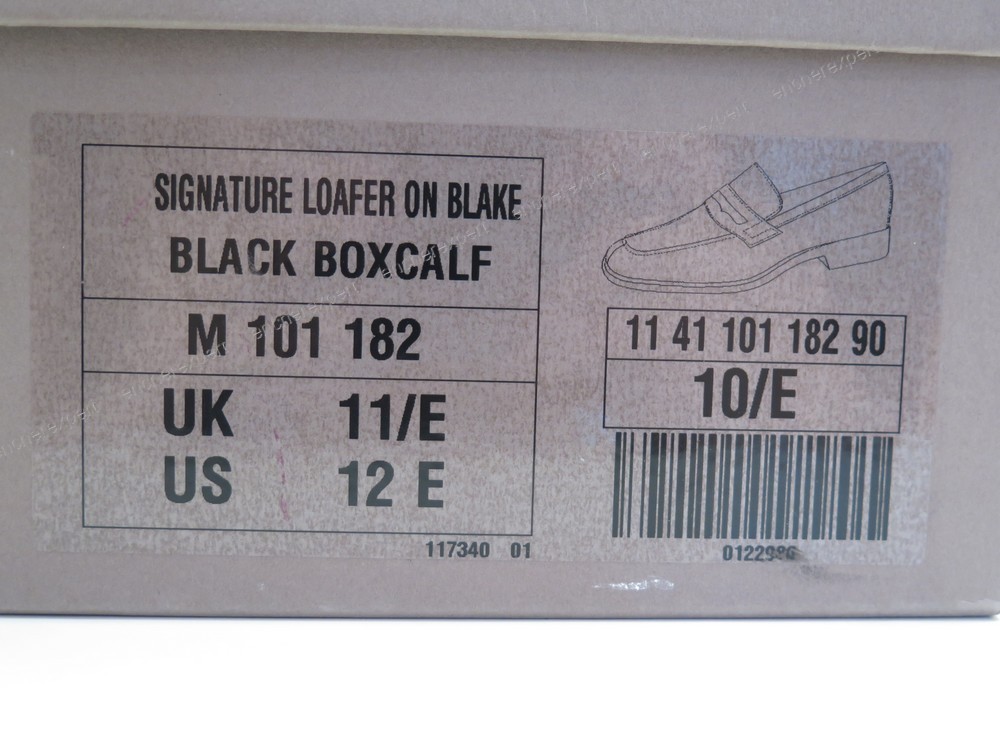 SIGNATURE LOAFER ON BLAKE
BLACK BOXCALF
M 101 182
UK 11/E
US 12 E
117340 01
11 41 101 182 90
10/E